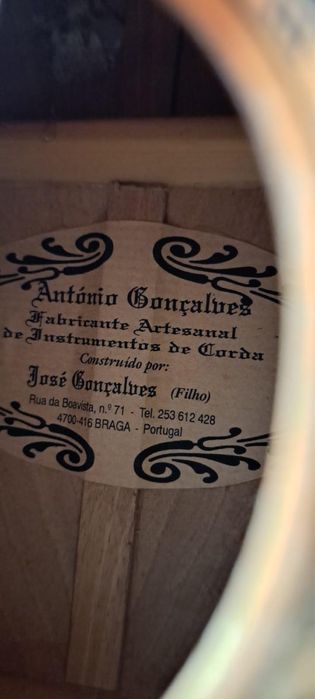 António Gonçalves
Fabricante Artesanal
de Instrumentos de Corda
Construído por:
José Gonçalves (Filho)
Rua da Boavista, n.º 71 - Tel. 253 612 428
4700-416 BRAGA - Portugal